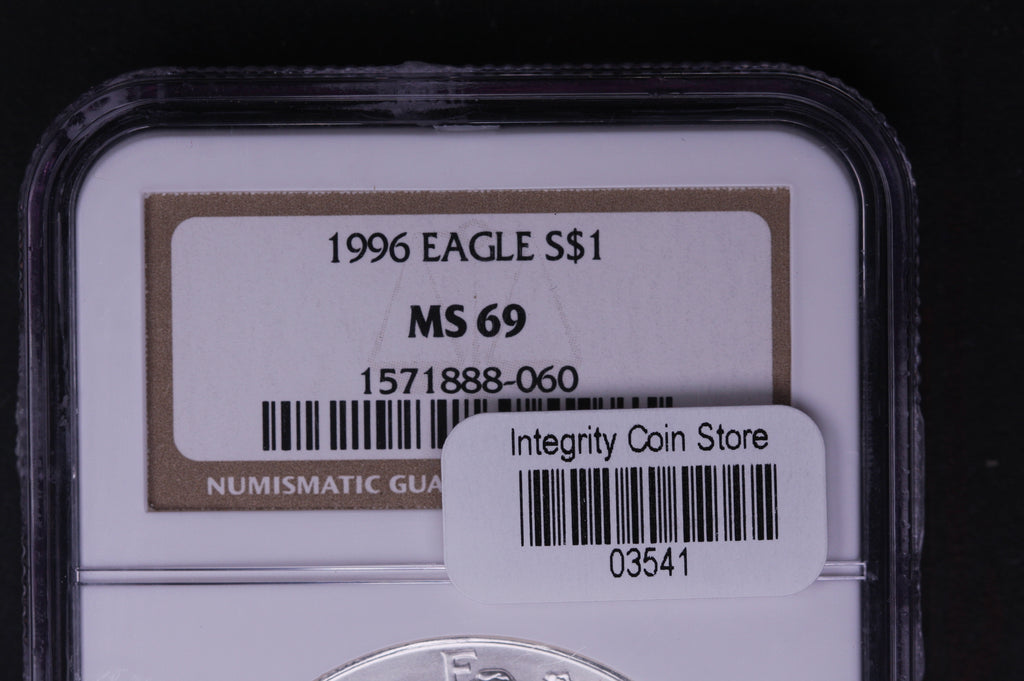 1996 EAGLE S$1
MS 69
1571888-060
NUMISMATIC GUA
Integrity Coin Store
03541